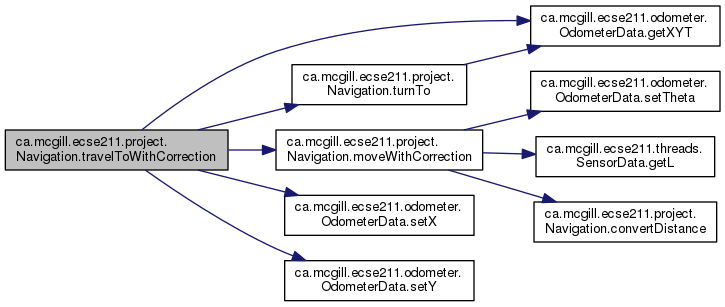 ca.mcgill.ecse211.project.
Navigation.travelToWithCorrection
ca.mcgill.ecse211.odometer.
OdometerData.getXYT
ca.mcgill.ecse211.project.
Navigation.turnTo
ca.mcgill.ecse211.project.
Navigation.moveWithCorrection
ca.mcgill.ecse211.odometer.
OdometerData.setX
ca.mcgill.ecse211.odometer.
OdometerData.setY
ca.mcgill.ecse211.odometer.
OdometerData.setTheta
ca.mcgill.ecse211.threads.
SensorData.getL
ca.mcgill.ecse211.project.
Navigation.convertDistance